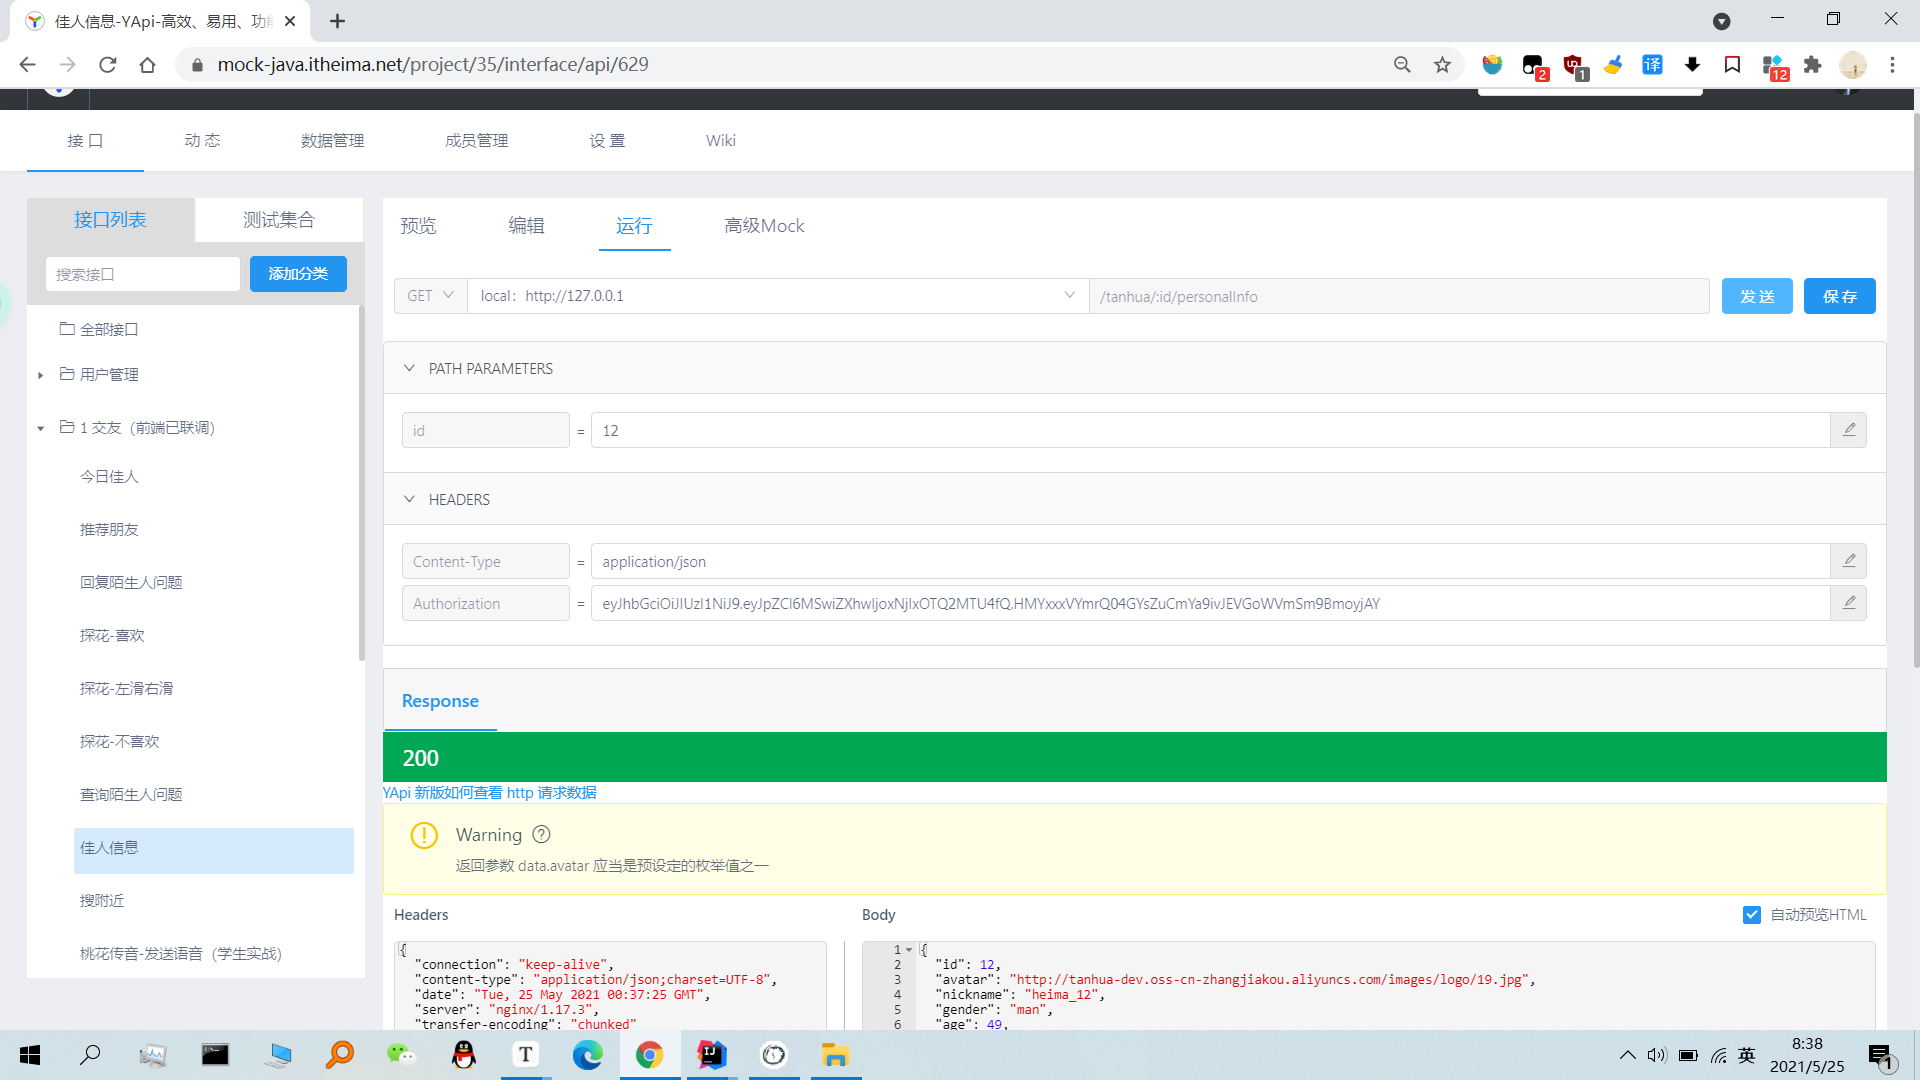 佳人信息-YApi-高效、易用、功能
mock-java.itheima.net/project/35/interface/api/629
2
1
译
12
接 口
动 态
数据管理
成员管理
设 置
Wiki
接口列表
测试集合
搜索接口
添加分类
全部接口
用户管理
1 交友（前端已联调）
今日佳人
推荐朋友
回复陌生人问题
探花-喜欢
探花-左滑右滑
探花-不喜欢
查询陌生人问题
佳人信息
搜附近
桃花传音-发送语音（学生实战）
预览
编辑
运行
高级Mock
GET
local：http://127.0.0.1
/tanhua/:id/personalInfo
发 送
保 存
PATH PARAMETERS
id
=
12
HEADERS
Content-Type
=
application/json
Authorization
=
eyJhbGciOiJIUzI1NiJ9.eyJpZCI6MSwiZXhwIjoxNjIxOTQ2MTU4fQ.HMYxxxVYmrQ04GYsZuCmYa9ivJEVGoWVmSm9BmoyjAY
Response
200
YApi 新版如何查看 http 请求数据
Warning
返回参数 data.avatar 应当是预设定的枚举值之一
Headers
{
"connection": "keep-alive",
"content-type": "application/json;charset=UTF-8",
"date": "Tue, 25 May 2021 00:37:25 GMT",
"server": "nginx/1.17.3",
"transfer-encoding": "chunked"
Body
自动预览HTML
1 {
2 "id": 12,
3 "avatar": "http://tanhua-dev.oss-cn-zhangjiakou.aliyuncs.com/images/logo/19.jpg",
4 "nickname": "heima_12",
5 "gender": "man",
6 "age": 49,
T
IJ
英
8:38
2021/5/25
1